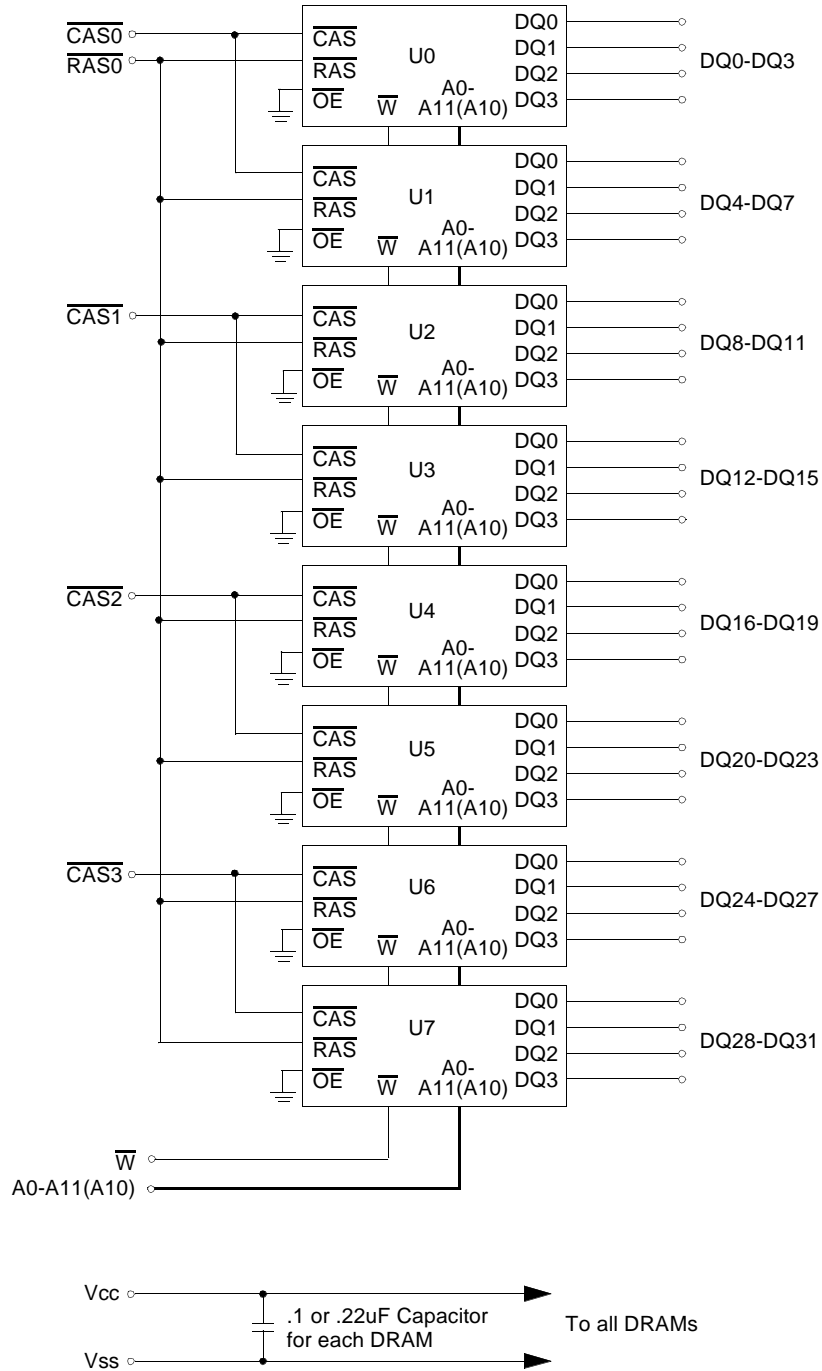 CAS0
RAS0
CAS
RAS
OE
U0
W
A0-
A11(A10)
DQ0
DQ1
DQ2
DQ3
DQ0-DQ3
CAS
RAS
OE
U1
W
A0-
A11(A10)
DQ0
DQ1
DQ2
DQ3
DQ4-DQ7
CAS1
CAS
RAS
OE
U2
W
A0-
A11(A10)
DQ0
DQ1
DQ2
DQ3
DQ8-DQ11
CAS
RAS
OE
U3
W
A0-
A11(A10)
DQ0
DQ1
DQ2
DQ3
DQ12-DQ15
CAS2
CAS
RAS
OE
U4
W
A0-
A11(A10)
DQ0
DQ1
DQ2
DQ3
DQ16-DQ19
CAS
RAS
OE
U5
W
A0-
A11(A10)
DQ0
DQ1
DQ2
DQ3
DQ20-DQ23
CAS3
CAS
RAS
OE
U6
W
A0-
A11(A10)
DQ0
DQ1
DQ2
DQ3
DQ24-DQ27
CAS
RAS
OE
U7
W
A0-
A11(A10)
DQ0
DQ1
DQ2
DQ3
DQ28-DQ31
W
A0-A11(A10)
Vcc
.1 or .22uF Capacitor
for each DRAM
To all DRAMs
Vss